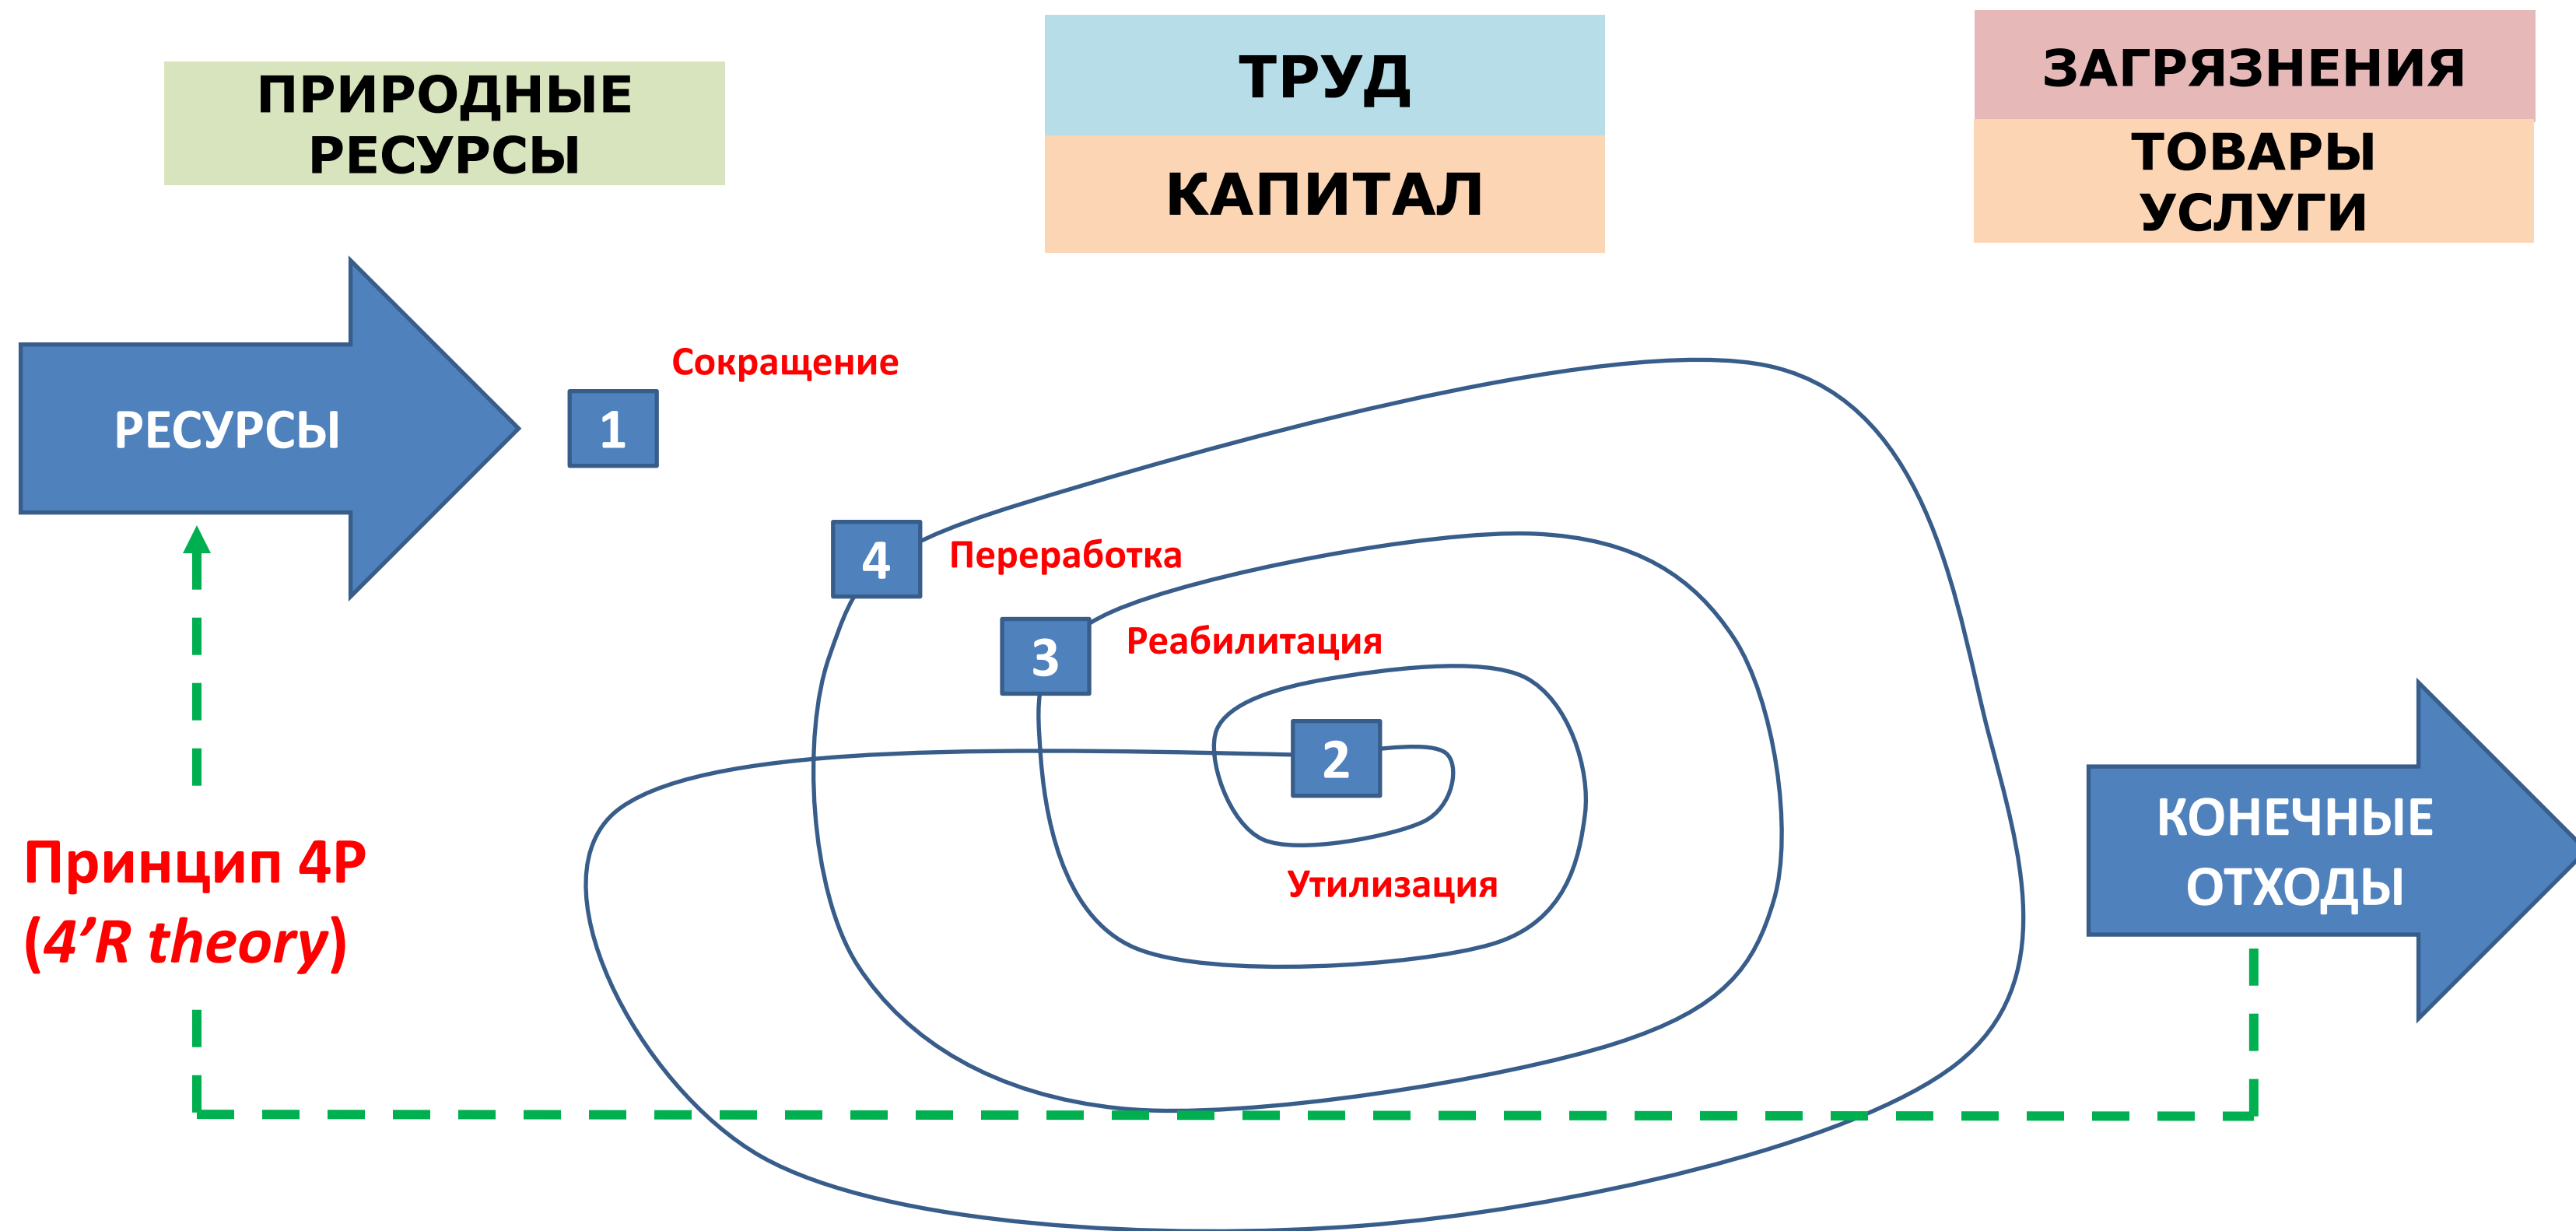 ПРИРОДНЫЕ
РЕСУРСЫ
ТРУД
КАПИТАЛ
ЗАГРЯЗНЕНИЯ
ТОВАРЫ
УСЛУГИ
РЕСУРСЫ
1
Сокращение
4
Переработка
3
Реабилитация
2
Утилизация
Принцип 4Р
(4’R theory)
КОНЕЧНЫЕ
ОТХОДЫ